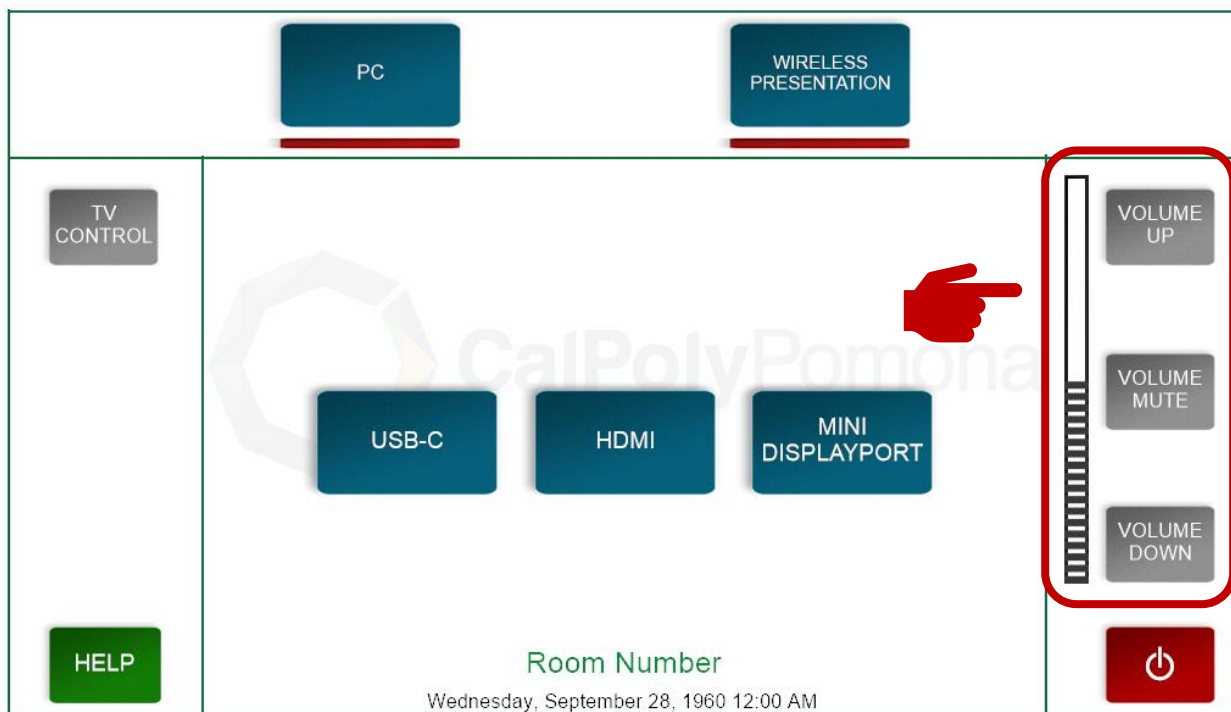 PC
WIRELESS
PRESENTATION
TV
CONTROL
VOLUME
UP
CalPolyPomona
VOLUME
MUTE
USB-C
HDMI
MINI
DISPLAYPORT
VOLUME
DOWN
HELP
Room Number
Wednesday, September 28, 1960 12:00 AM